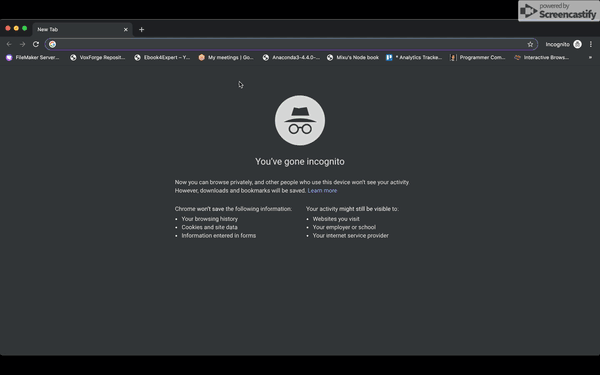 powered by
Screencastify
New Tab
Incognito
FileMaker Server...
VoxForge Reposit...
Ebook4Expert – Y...
My meetings | Go...
Anaconda3-4.4.0-...
Mixu's Node book
* Analytics Tracke...
Programmer Com...
Interactive Brows...
»
You've gone incognito
Now you can browse privately, and other people who use this device won't see your activity.
However, downloads and bookmarks will be saved. Learn more
Chrome won't save the following information:
• Your browsing history
• Cookies and site data
• Information entered in forms
Your activity might still be visible to:
• Websites you visit
• Your employer or school
• Your internet service provider